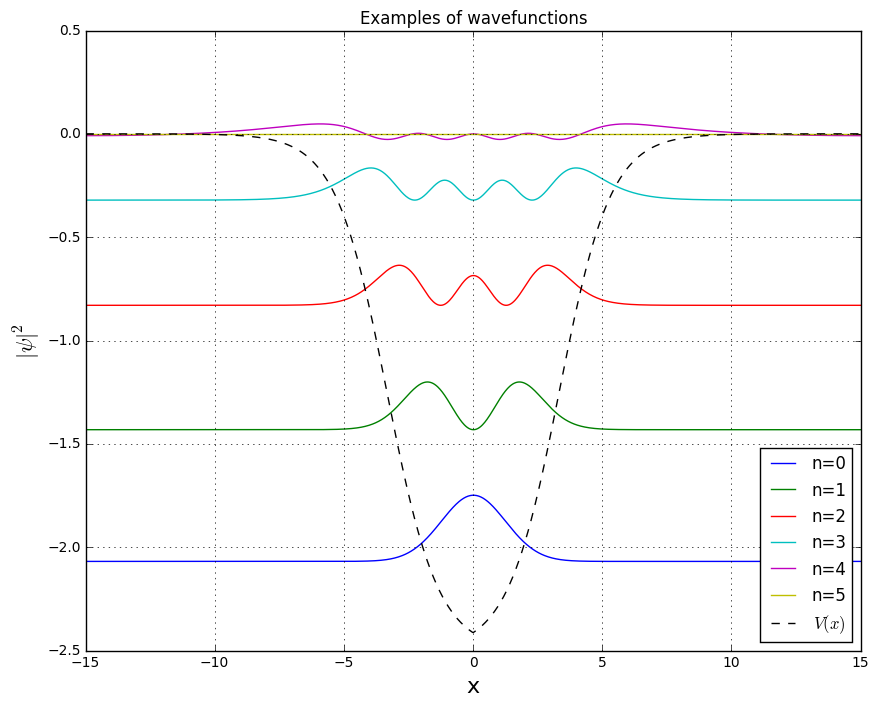 Examples of wavefunctions
0.5
0.0
−0.5
−1.0
−1.5
−2.0
−2.5
|ψ|²
−15
−10
−5
0
5
10
15
x
n=0
n=1
n=2
n=3
n=4
n=5
V(x)